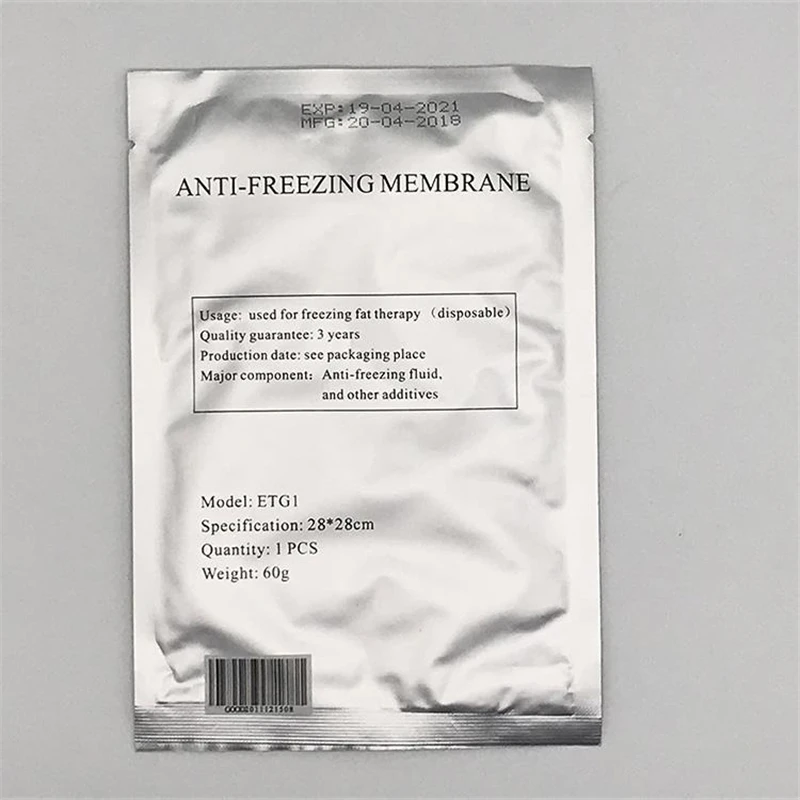 EXP:19-04-2021
MFG:20-04-2018
ANTI-FREEZING MEMBRANE
Usage: used for freezing fat therapy （disposable）
Quality guarantee: 3 years
Production date: see packaging place
Major component: Anti-freezing fluid,
and other additives
Model: ETG1
Specification: 28*28cm
Quantity: 1 PCS
Weight: 60g